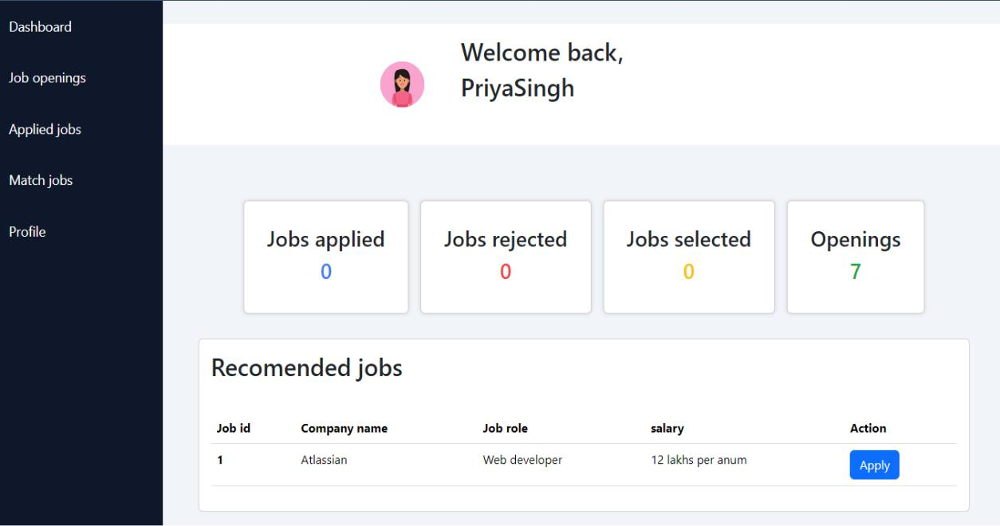 Dashboard
Job openings
Applied jobs
Match jobs
Profile
Welcome back,
PriyaSingh
Jobs applied
0
Jobs rejected
0
Jobs selected
0
Openings
7
Recomended jobs
Job id Company name Job role salary Action
1 Atlassian Web developer 12 lakhs per anum Apply